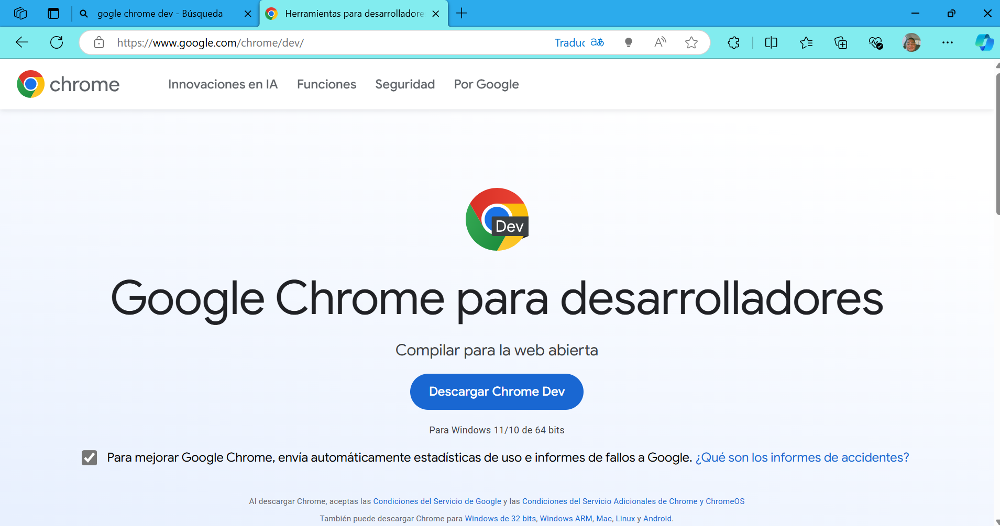 gogle chrome dev - Búsqueda
Herramientas para desarrolladore
https://www.google.com/chrome/dev/
Traduc
chrome
Innovaciones en IA
Funciones
Seguridad
Por Google
Dev
Google Chrome para desarrolladores
Compilar para la web abierta
Descargar Chrome Dev
Para Windows 11/10 de 64 bits
Para mejorar Google Chrome, envía automáticamente estadísticas de uso e informes de fallos a Google. ¿Qué son los informes de accidentes?
Al descargar Chrome, aceptas las Condiciones del Servicio de Google y las Condiciones del Servicio Adicionales de Chrome y ChromeOS
También puede descargar Chrome para Windows de 32 bits, Windows ARM, Mac, Linux y Android.